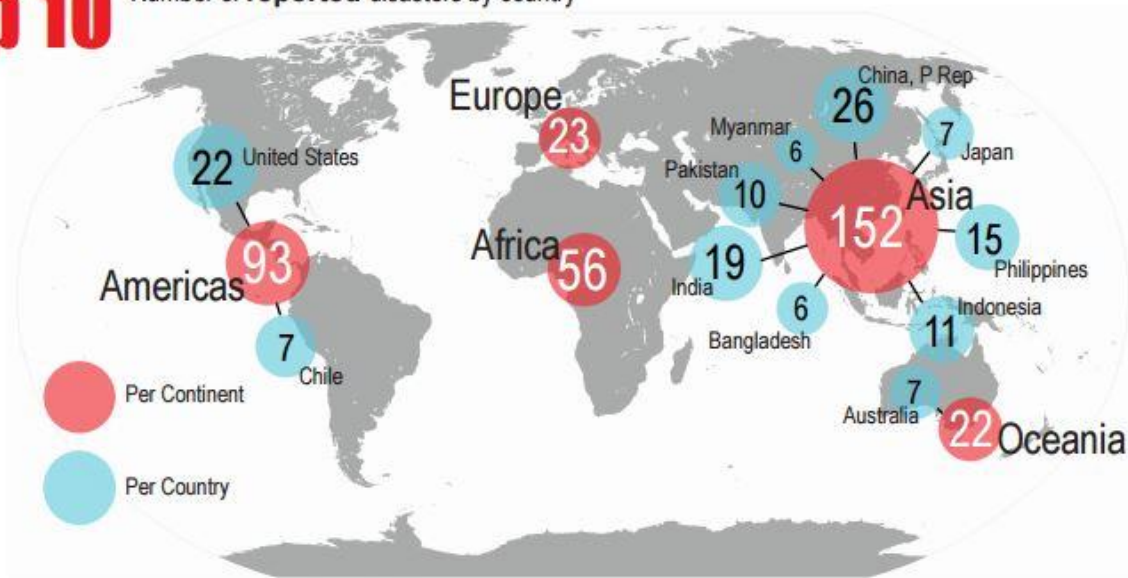 10
Number of reported disasters by country
China, P Rep
26
Europe
23
Myanmar
6
7
Japan
22
United States
Pakistan
10
Asia
152
Africa
56
19
India
15
Philippines
93
Americas
6
Bangladesh
Indonesia
11
7
Chile
7
Australia
22
Oceania
Per Continent
Per Country